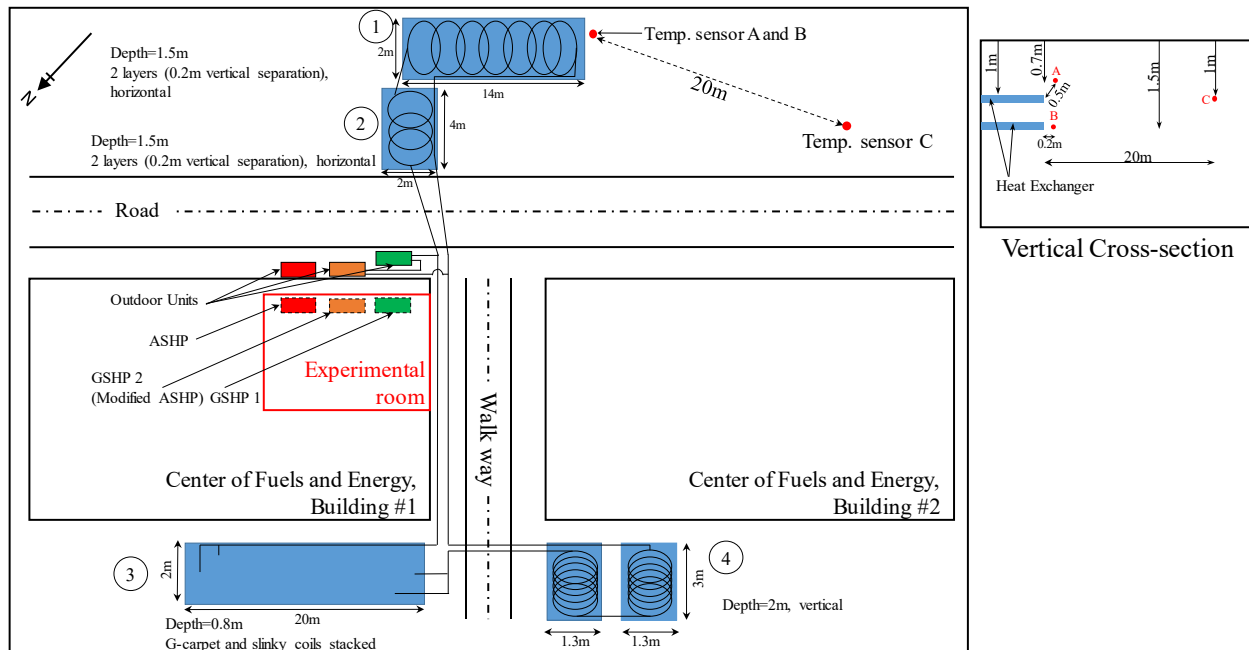 1
2m
14m
Temp. sensor A and B
20m
Temp. sensor C
N
Depth=1.5m
2 layers (0.2m vertical separation),
horizontal
2
4m
2m
Depth=1.5m
2 layers (0.2m vertical separation), horizontal
Road
Outdoor Units
ASHP
GSHP 2
(Modified ASHP)
GSHP 1
Experimental
room
Walk way
Center of Fuels and Energy,
Building #1
Center of Fuels and Energy,
Building #2
3
2m
20m
Depth=0.8m
G-carpet and slinky coils stacked
4
3m
1.3m
1.3m
Depth=2m, vertical
1m
0.7m
1.5m
1m
A
0.5m
B
C
0.2m
20m
Heat Exchanger
Vertical Cross-section